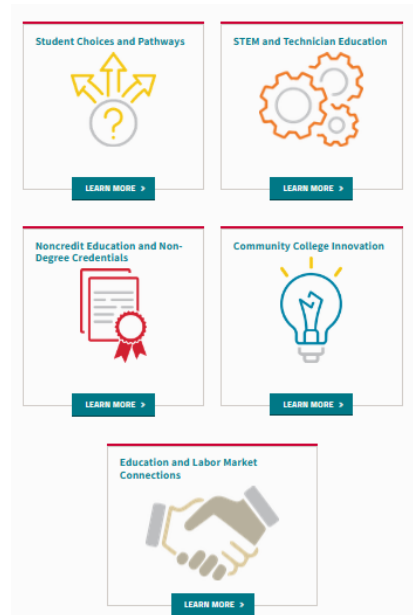 Student Choices and Pathways
STEM and Technician Education
?
LEARN MORE >
LEARN MORE >
Noncredit Education and Non-
Degree Credentials
Community College Innovation
LEARN MORE >
LEARN MORE >
Education and Labor Market
Connections
LEARN MORE >